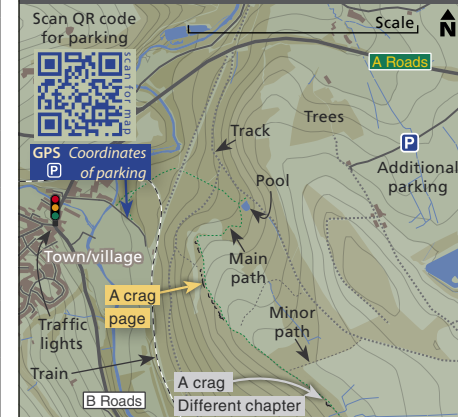 Scan QR code
for parking
scan for map
GPS Coordinates
P of parking
Scale
N
A Roads
Trees
Track
P
Additional
parking
Pool
Town/village
Main
path
A crag
page
Minor
path
Traffic
lights
Train
A crag
Different chapter
B Roads